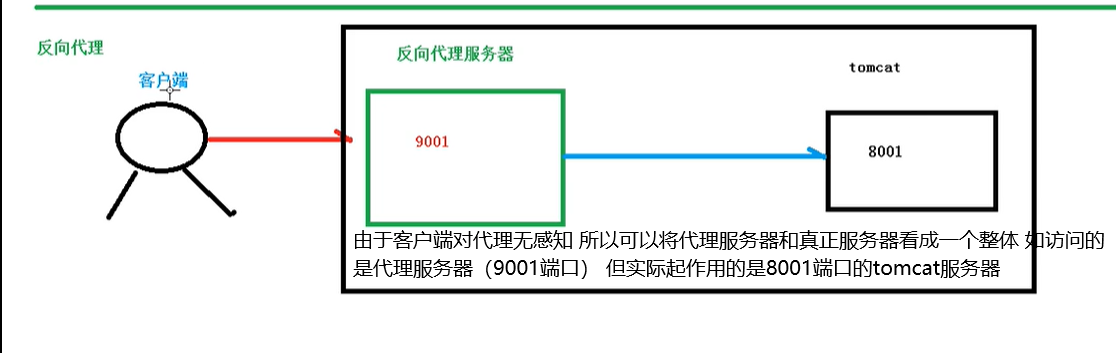 反向代理
客户端
反向代理服务器
tomcat
9001
8001
由于客户端对代理无感知 所以可以将代理服务器和真正服务器看成一个整体 如访问的
是代理服务器（9001端口） 但实际起作用的是8001端口的tomcat服务器